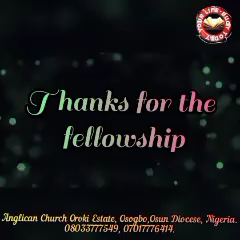 Thanks for the
fellowship
Anglican Church Oroki Estate, Osogbo,Osun Diocese, Nigeria.
08033777549, 07017776414.